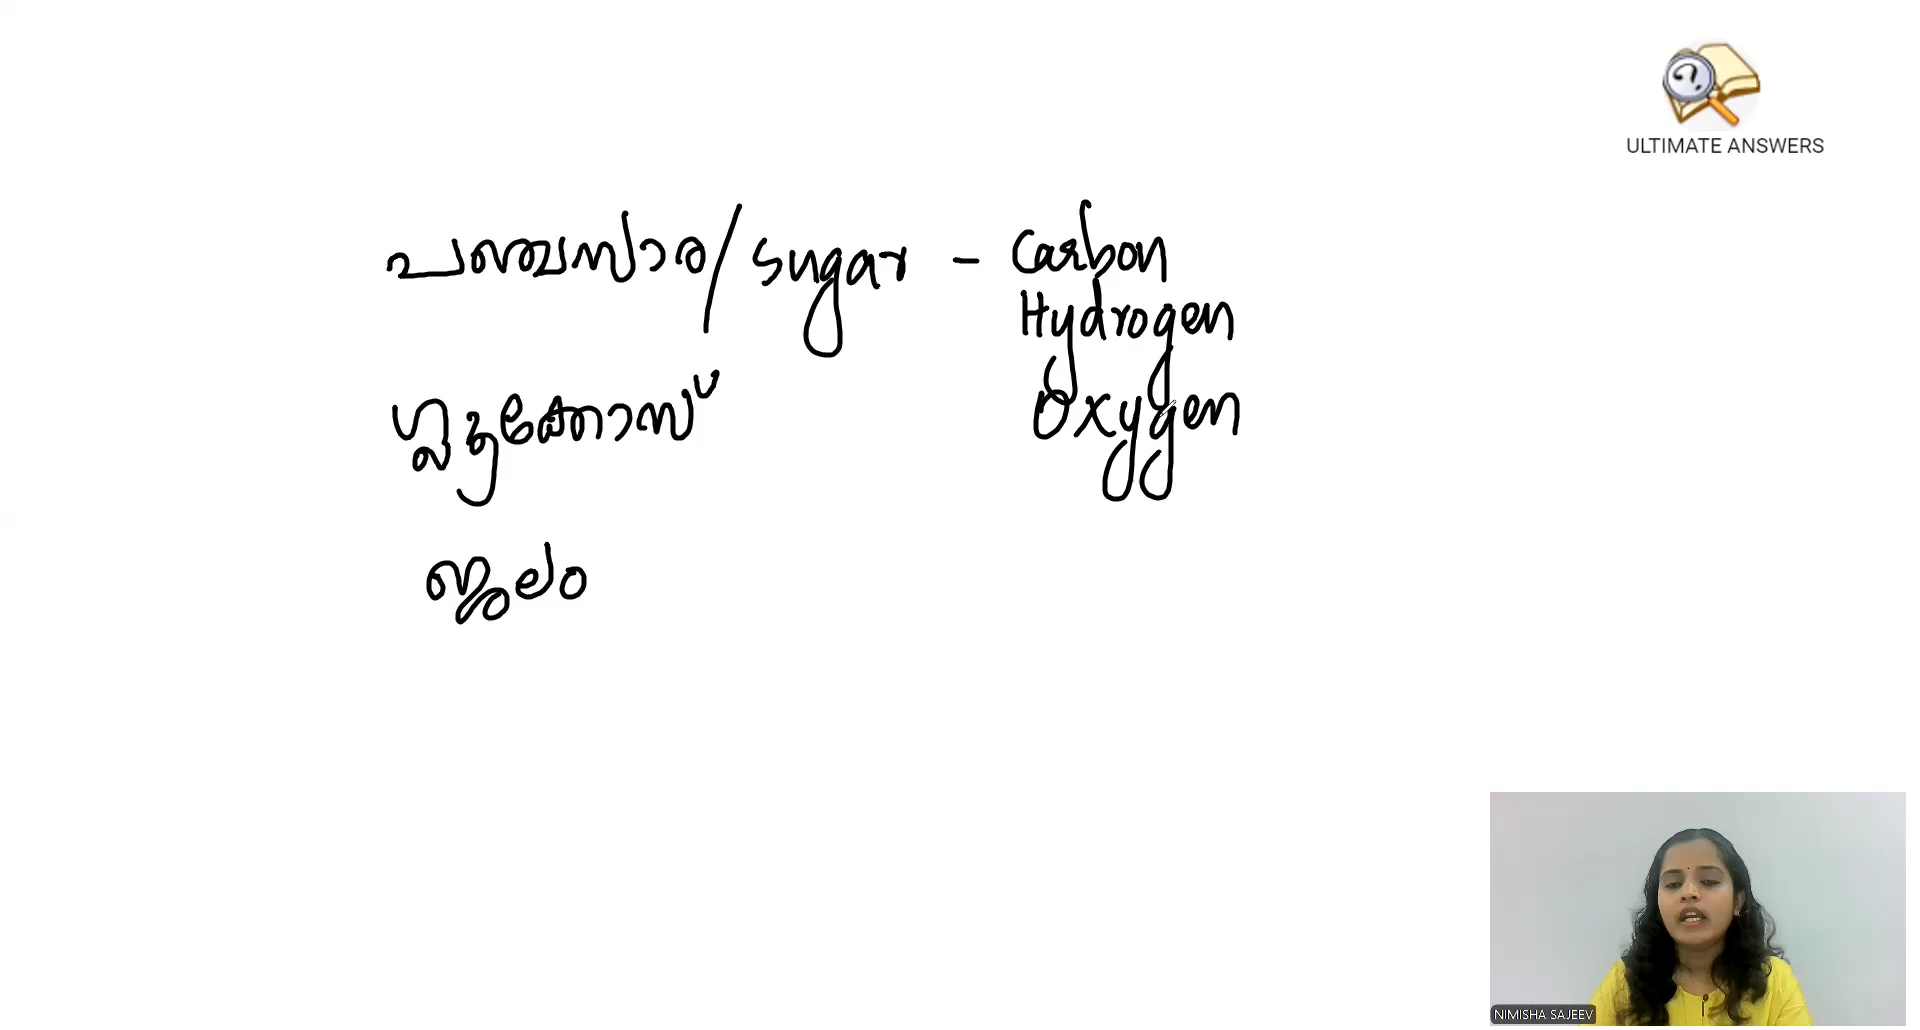 ULTIMATE ANSWERS
പഞ്ചസാര/sugar - Carbon
Hydrogen
ഗ്ലൂക്കോസ് Oxygen
ജലം
NIMISHA SAJEEV